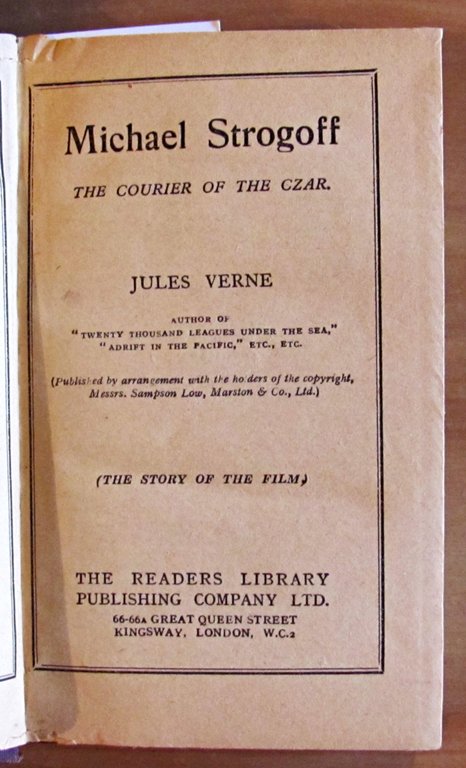 Michael Strogoff
THE COURIER OF THE CZAR.
JULES VERNE
AUTHOR OF
"TWENTY THOUSAND LEAGUES UNDER THE SEA,"
"ADRIFT IN THE PACIFIC," ETC., ETC.
(Published by arrangement with the holders of the copyright,
Messrs. Sampson Low, Marston & Co., Ltd.)
(THE STORY OF THE FILM,)
THE READERS LIBRARY
PUBLISHING COMPANY LTD.
66-66A GREAT QUEEN STREET
KINGSWAY, LONDON, W.C.2